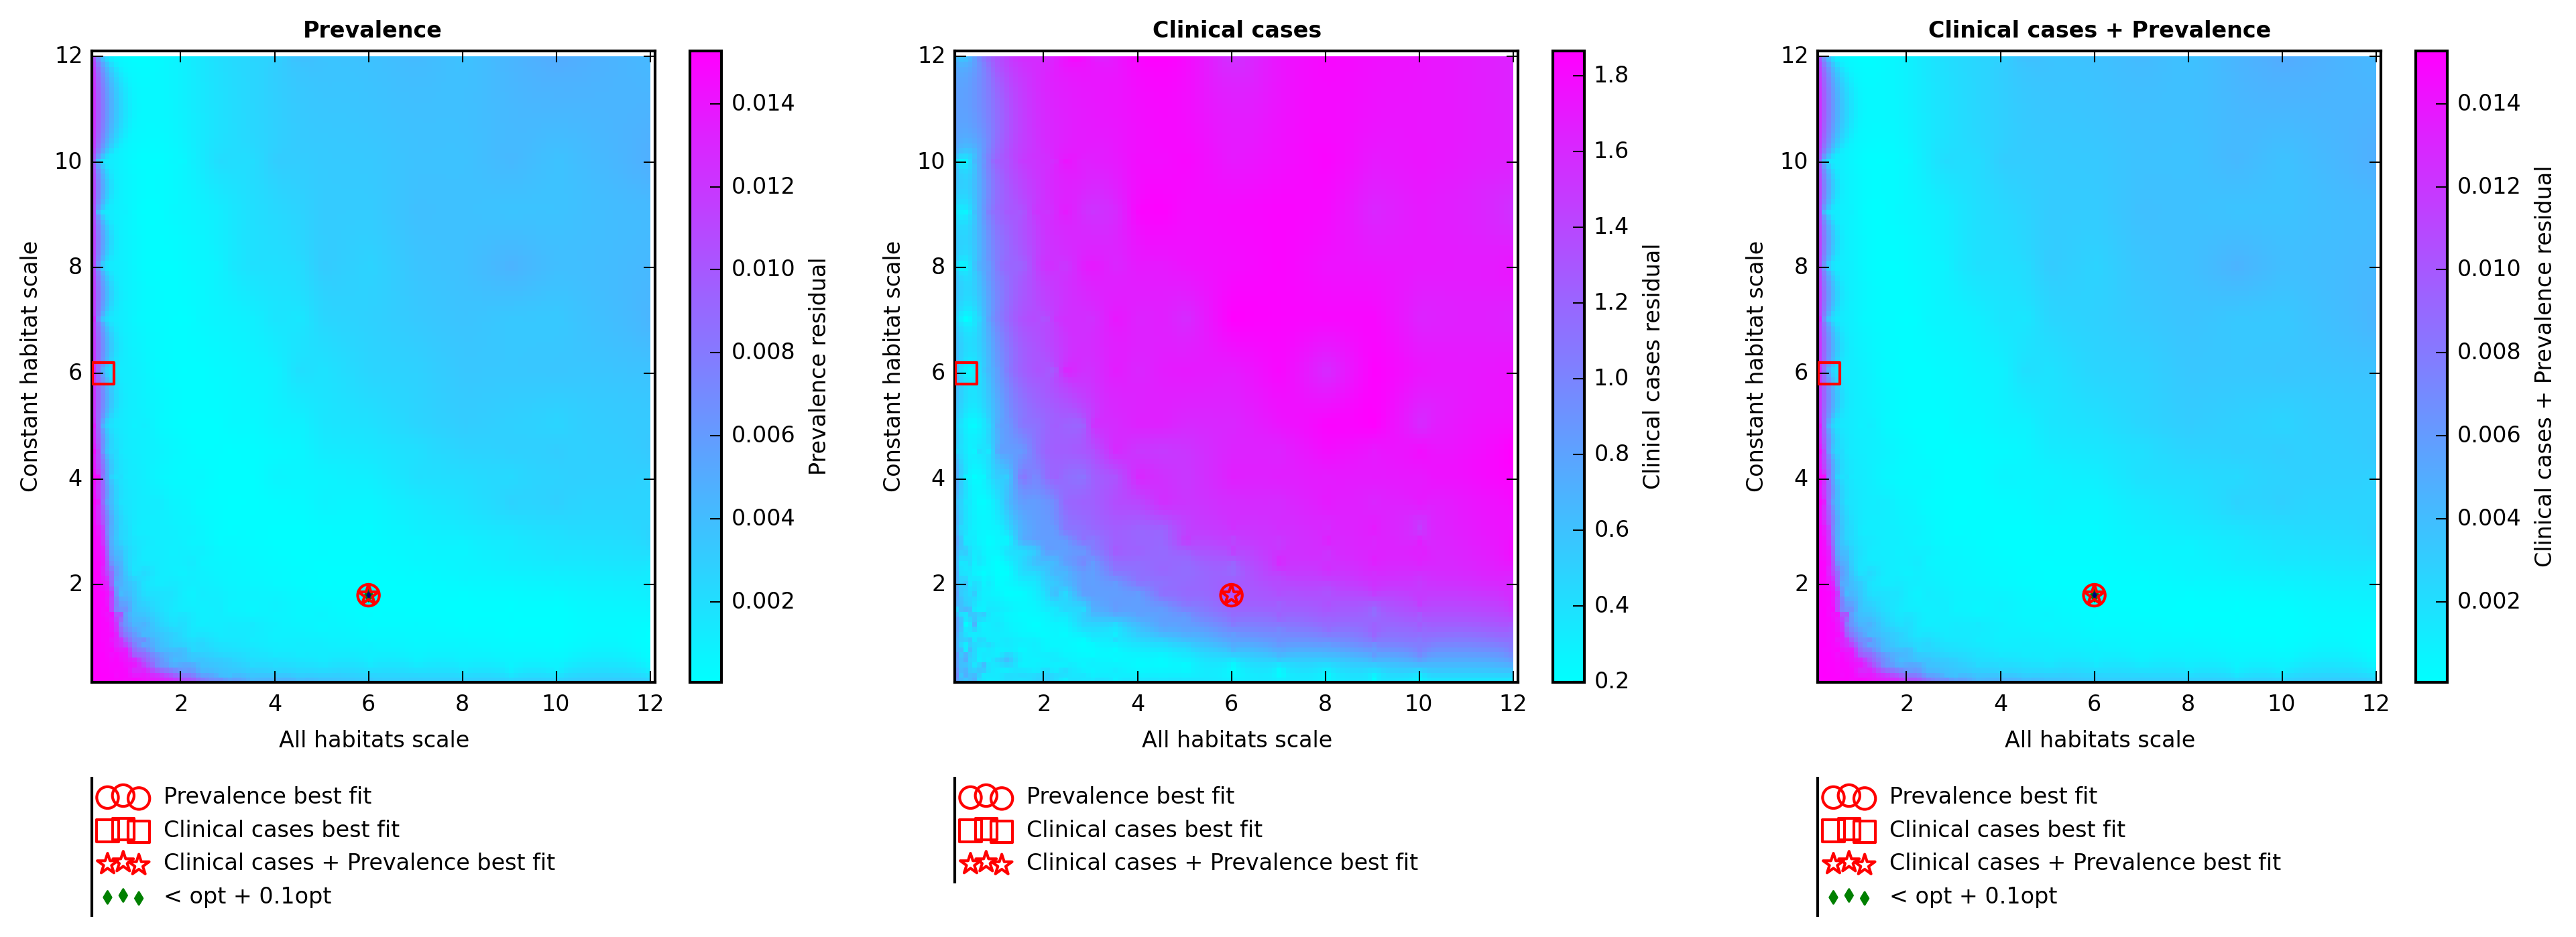 Prevalence
12
10
8
6
4
2
2 4 6 8 10 12
Constant habitat scale
All habitats scale
0.014
0.012
0.010
0.008
0.006
0.004
0.002
Prevalence residual
Prevalence best fit
Clinical cases best fit
Clinical cases + Prevalence best fit
< opt + 0.1opt
Clinical cases
12
10
8
6
4
2
2 4 6 8 10 12
Constant habitat scale
All habitats scale
1.8
1.6
1.4
1.2
1.0
0.8
0.6
0.4
0.2
Clinical cases residual
Prevalence best fit
Clinical cases best fit
Clinical cases + Prevalence best fit
Clinical cases + Prevalence
12
10
8
6
4
2
2 4 6 8 10 12
Constant habitat scale
All habitats scale
0.014
0.012
0.010
0.008
0.006
0.004
0.002
Clinical cases + Prevalence residual
Prevalence best fit
Clinical cases best fit
Clinical cases + Prevalence best fit
< opt + 0.1opt